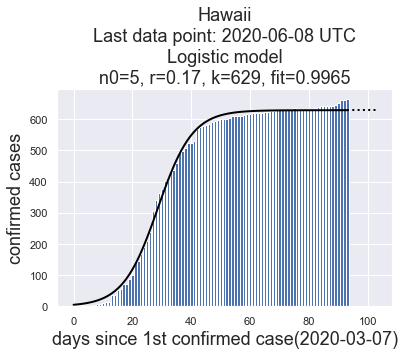 Hawaii
Last data point: 2020-06-08 UTC
Logistic model
n0=5, r=0.17, k=629, fit=0.9965
confirmed cases
600
500
400
300
200
100
0
0 20 40 60 80 100
days since 1st confirmed case(2020-03-07)